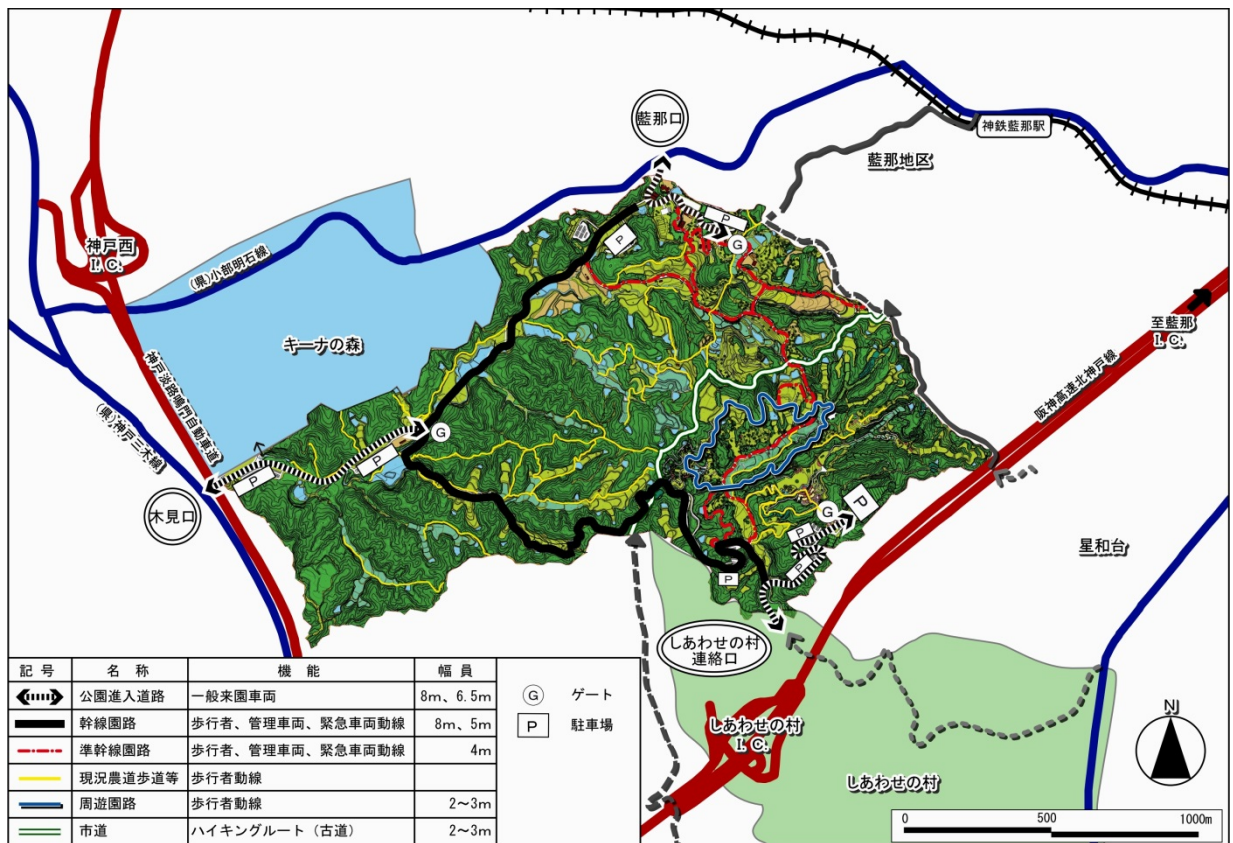 藍那口
神鉄藍那駅
藍那地区
神戸西
I. C.
(県)小部明石線
キーナの森
神戸淡路鳴門自動車道
(県)神戸三木線
木見口
至藍那
I. C.
阪神高速北神戸線
星和台
しあわせの村
連絡口
しあわせの村
I. C.
しあわせの村
P
P
G
P
P
G
G
P
P
P
P
N
0 500 1000m
記号 名称 機能 幅員
公園進入道路 一般来園車両 8m、6.5m
幹線園路 歩行者、管理車両、緊急車両動線 8m、5m
準幹線園路 歩行者、管理車両、緊急車両動線 4m
現況農道歩道等 歩行者動線
周遊園路 歩行者動線 2～3m
市道 ハイキングルート（古道） 2～3m
G ゲート
P 駐車場